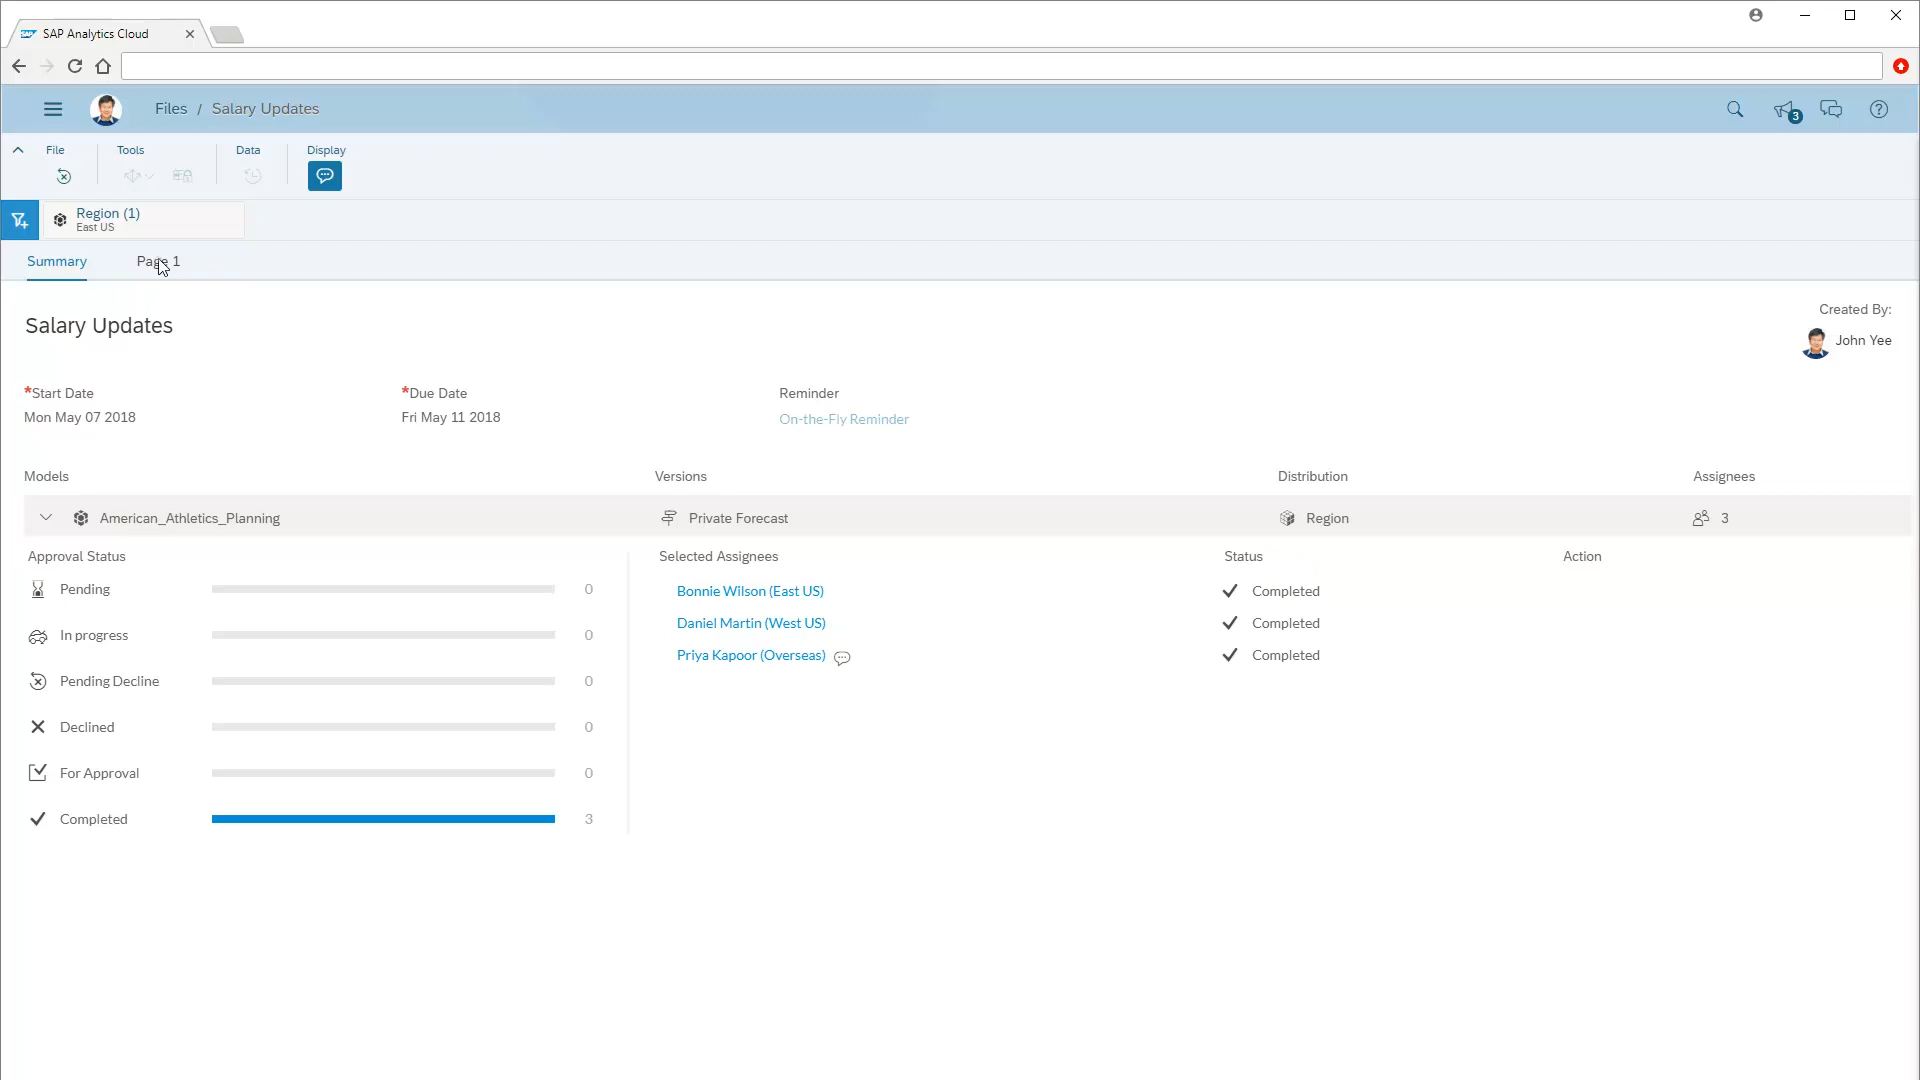 SAP Analytics Cloud
Files / Salary Updates
3
File
Tools
Data
Display
Region (1)
East US
Summary
Page 1
Salary Updates
Created By:
John Yee
*Start Date
*Due Date
Reminder
Mon May 07 2018
Fri May 11 2018
On-the-Fly Reminder
Models
Versions
Distribution
Assignees
American_Athletics_Planning
Private Forecast
Region
3
Approval Status
Selected Assignees
Status
Action
Pending 0
Bonnie Wilson (East US)
Completed
Daniel Martin (West US)
Completed
In progress 0
Priya Kapoor (Overseas)
Completed
Pending Decline 0
Declined 0
For Approval 0
Completed 3